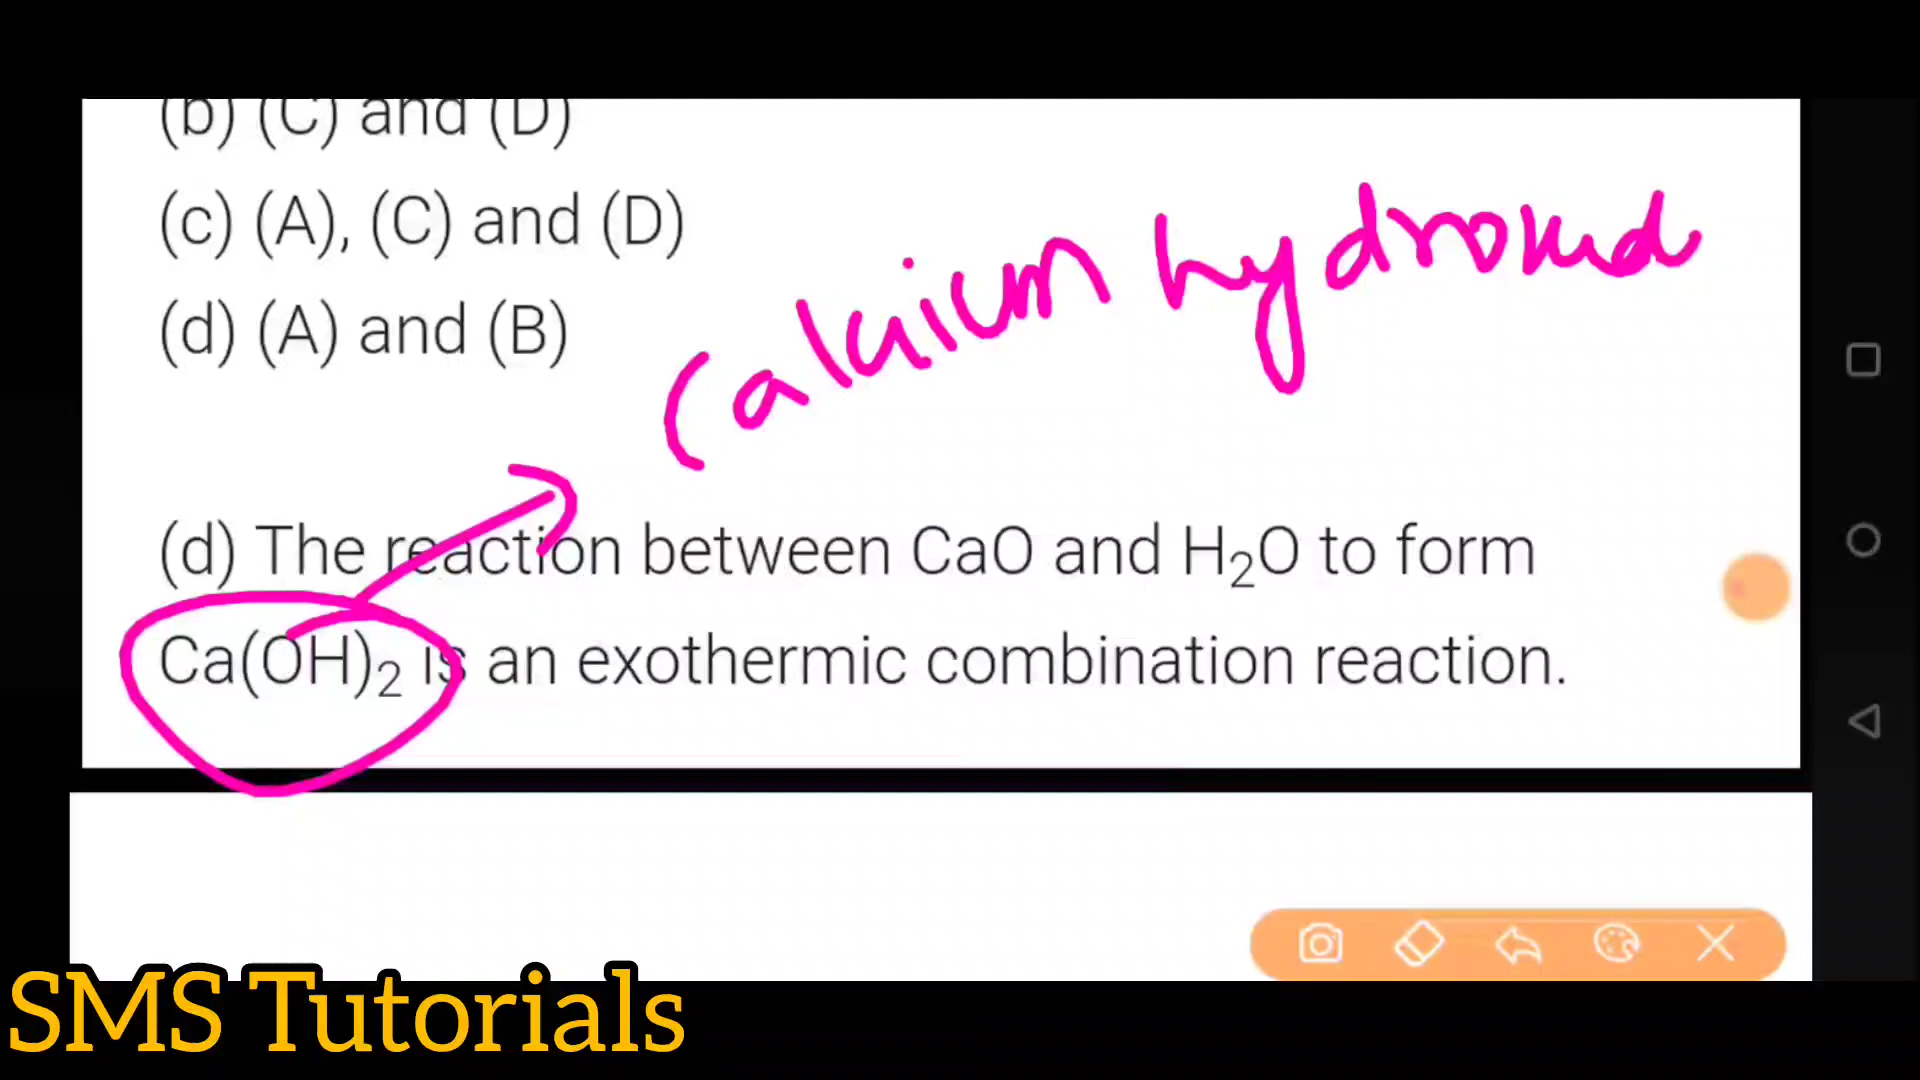 (b) (C) and (D)
(c) (A), (C) and (D)
(d) (A) and (B)
Calcium hydroxid
(d) The reaction between CaO and H₂O to form
Ca(OH)₂ is an exothermic combination reaction.
SMS Tutorials